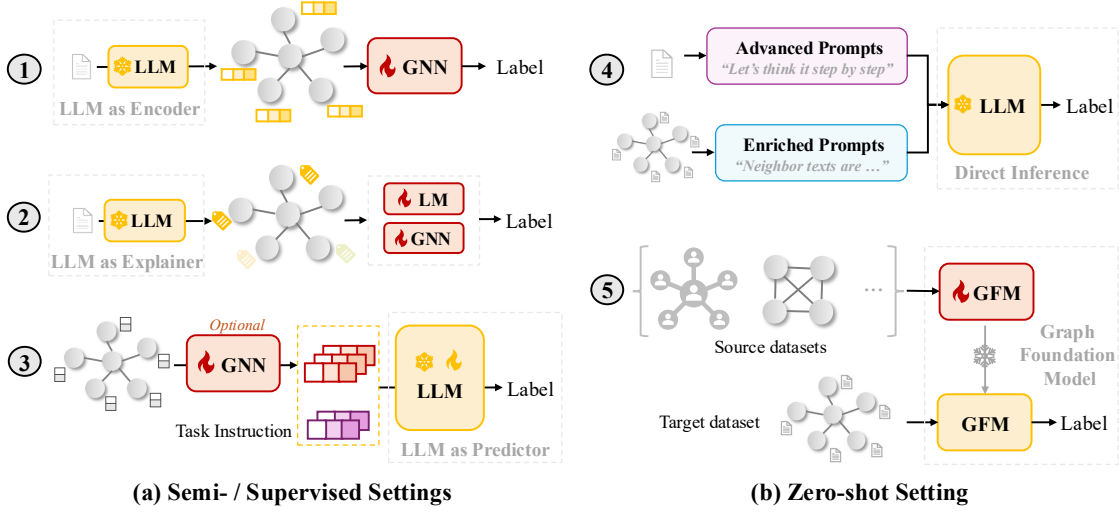 1
LLM
LLM as Encoder
GNN
Label
2
LLM
LLM as Explainer
LM
GNN
Label
3
Optional
GNN
Task Instruction
LLM
Label
LLM as Predictor
(a) Semi- / Supervised Settings
4
Advanced Prompts
“Let’s think it step by step”
Enriched Prompts
“Neighbor texts are …”
LLM
Label
Direct Inference
5
...
Source datasets
GFM
Graph
Foundation
Model
Target dataset
GFM
Label
(b) Zero-shot Setting